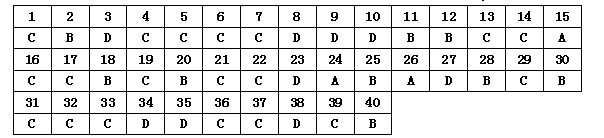 1 2 3 4 5 6 7 8 9 10 11 12 13 14 15
C B D C C C C D D D B B C C A
16 17 18 19 20 21 22 23 24 25 26 27 28 29 30
C C B C B C C D A B A D B C B
31 32 33 34 35 36 37 38 39 40
C C C D D C C D C B